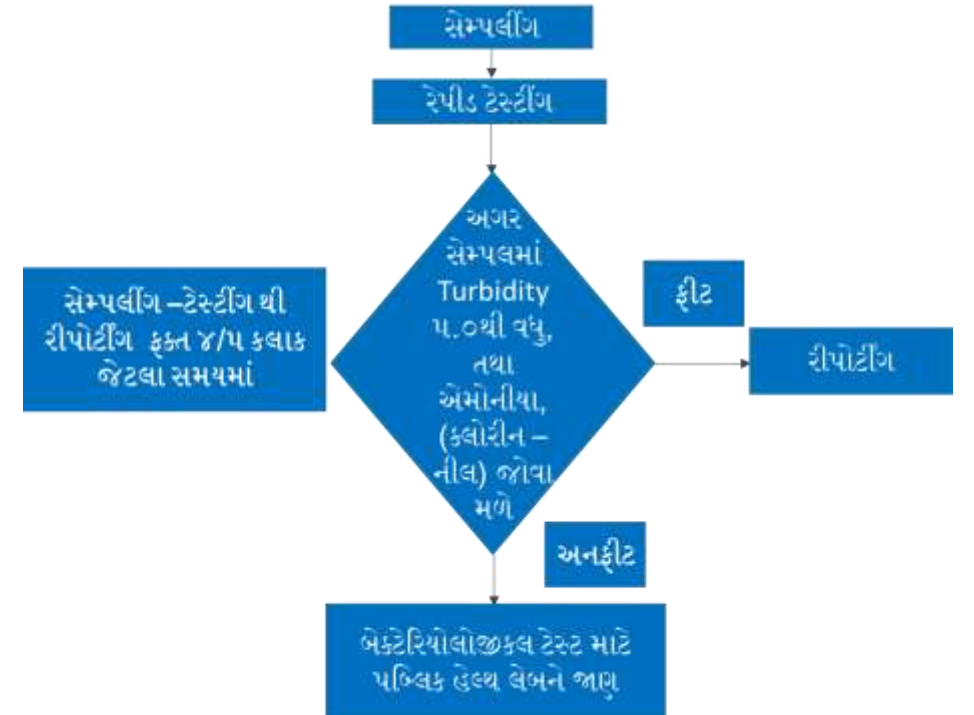 સેમ્પલીંગ
રેપીડ ટેસ્ટીંગ
અગર
સેમ્પલમાં
Turbidity
૫.૦થી વધુ,
તથા
એમોનીયા,
(ક્લોરીન –
નીલ) જોવા
મળે
સેમ્પલીંગ –ટેસ્ટીંગ થી
રીપોર્ટીંગ ફક્ત ૪/૫ કલાક
જેટલા સમયમાં
ફીટ
રીપોર્ટીંગ
અનફીટ
બેક્ટેરિયોલોજીકલ ટેસ્ટ માટે
પબ્લિક હેલ્થ લેબને જાણ